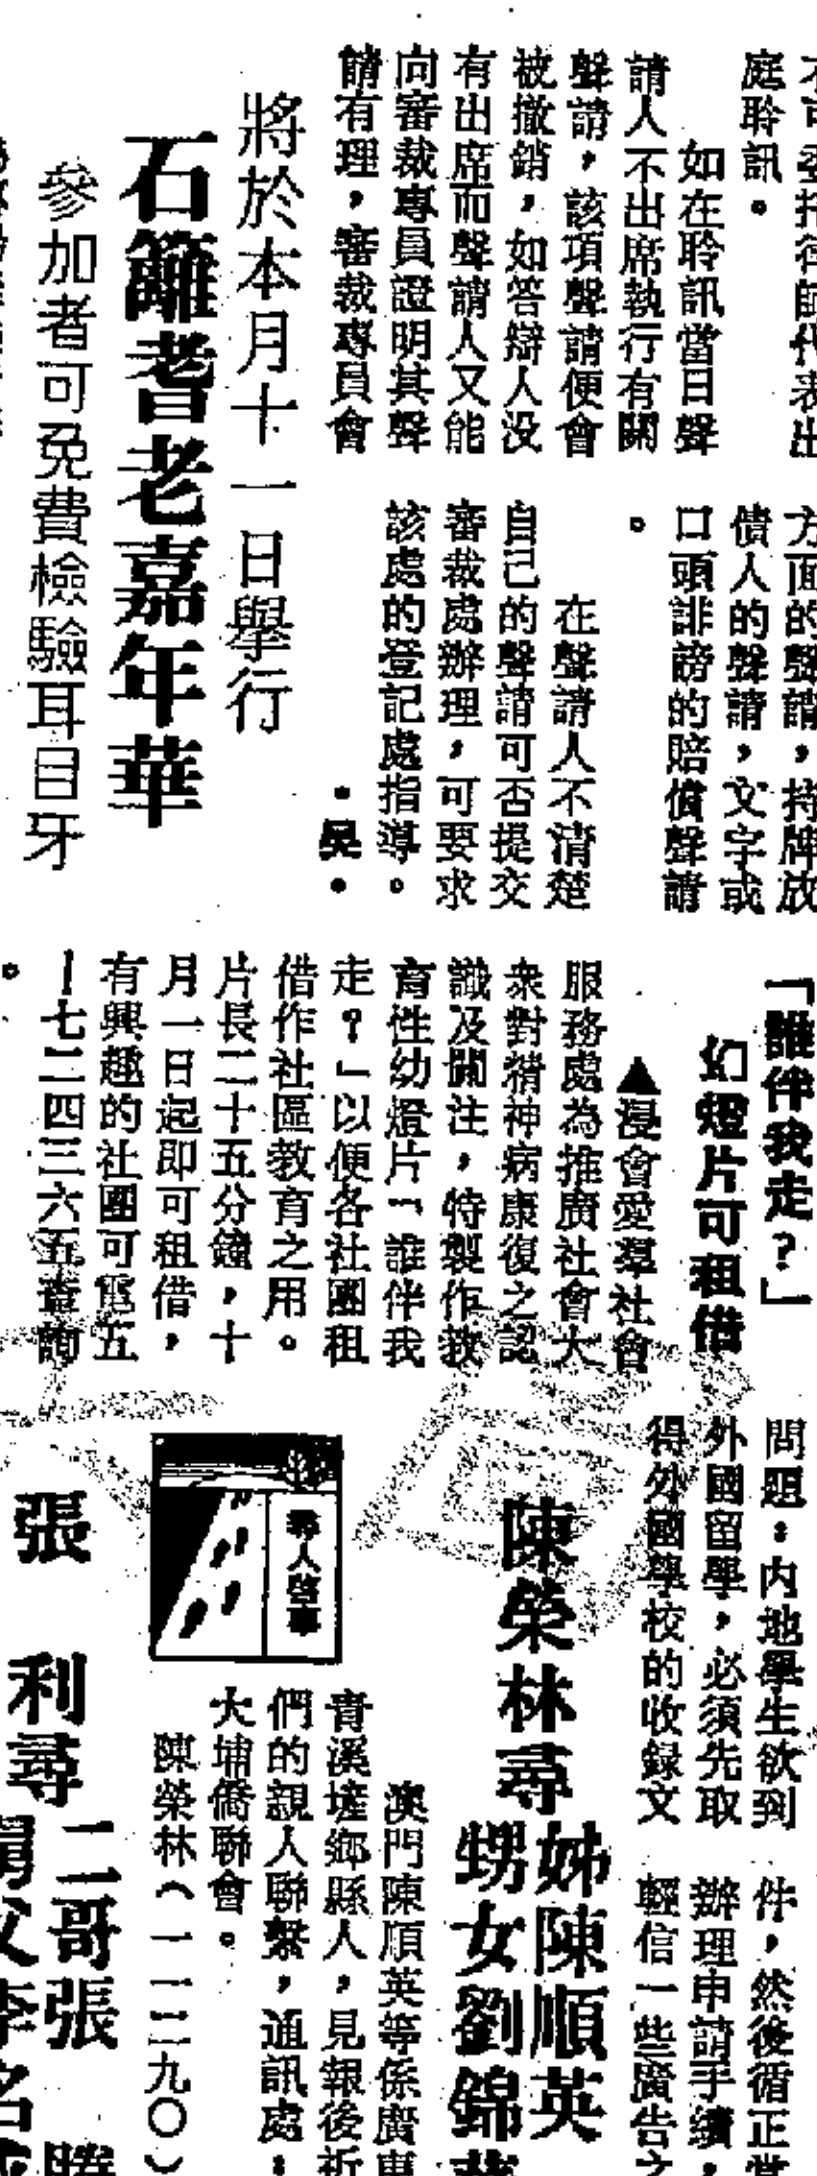 庭聆訊。
如在聆訊當日聲
請人不出席執行有關
聲請，該項聲請便會
被撤銷，如答辯人没
有出席而聲請人又能
向審裁專員證明其聲
請有理，審裁專員會
方面的聲請，持牌放
債人的聲請，文字或
口頭誹謗的賠償聲請
。
在聲請人不清楚
自己的聲請可否提交
審裁處辦理，可要求
該處的登記處指導。
·吳·
將於本月十一日舉行
石籬耆老嘉年華
參加者可免費檢驗耳目牙
「誰伴我走？」
幻燈片可租借
▲浸會愛羣社會
服務處為推廣社會大
衆對精神病康復之認
識及關注，特製作教
育性幼燈片「誰伴我
走？」以便各社團租
借作社區教育之用。
片長二十五分鐘，十
月一日起即可租借，
有興趣的社團可電五
－七二四三六五查詢
。
問題：内地學生欲到
外國留學，必須先取
得外國學校的收録文
件，然後循正
辦理申請手續，
輕信一些廣告之
尋人啓事
陳榮林尋
姊陳順英
甥女劉錦
澳門陳順英等係廣東
青溪墟鄉縣人，見報後祈
們的親人聯繫，通訊處：
大埔僑聯會。
陳榮林（一一二九〇）
張利尋
二哥張